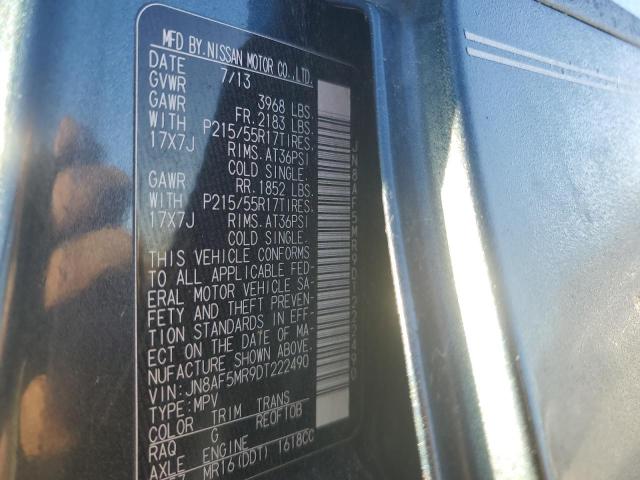 MFD BY.NISSAN MOTOR CO.,LTD.
DATE 7/13
GVWR 3968 LBS.
GAWR FR.2183 LBS.
WITH P215/55R17TIRES.
17X7J RIMS.AT36PSI
COLD SINGLE.
GAWR RR.1852 LBS.
WITH P215/55R17TIRES.
17X7J RIMS.AT36PSI
COLD SINGLE.
THIS VEHICLE CONFORMS
TO ALL APPLICABLE FED-
ERAL MOTOR VEHICLE SA-
FETY AND THEFT PREVEN-
TION STANDARDS IN EFF-
ECT ON THE DATE OF MA-
NUFACTURE SHOWN ABOVE.
VIN:JN8AF5MR9DT222490
TYPE:MPV
COLOR TRIM TRANS
RAQ G RE0F10B
AXLE ENGINE
MR16(DDT) 1618CC
JN8AF5MR9DT222490